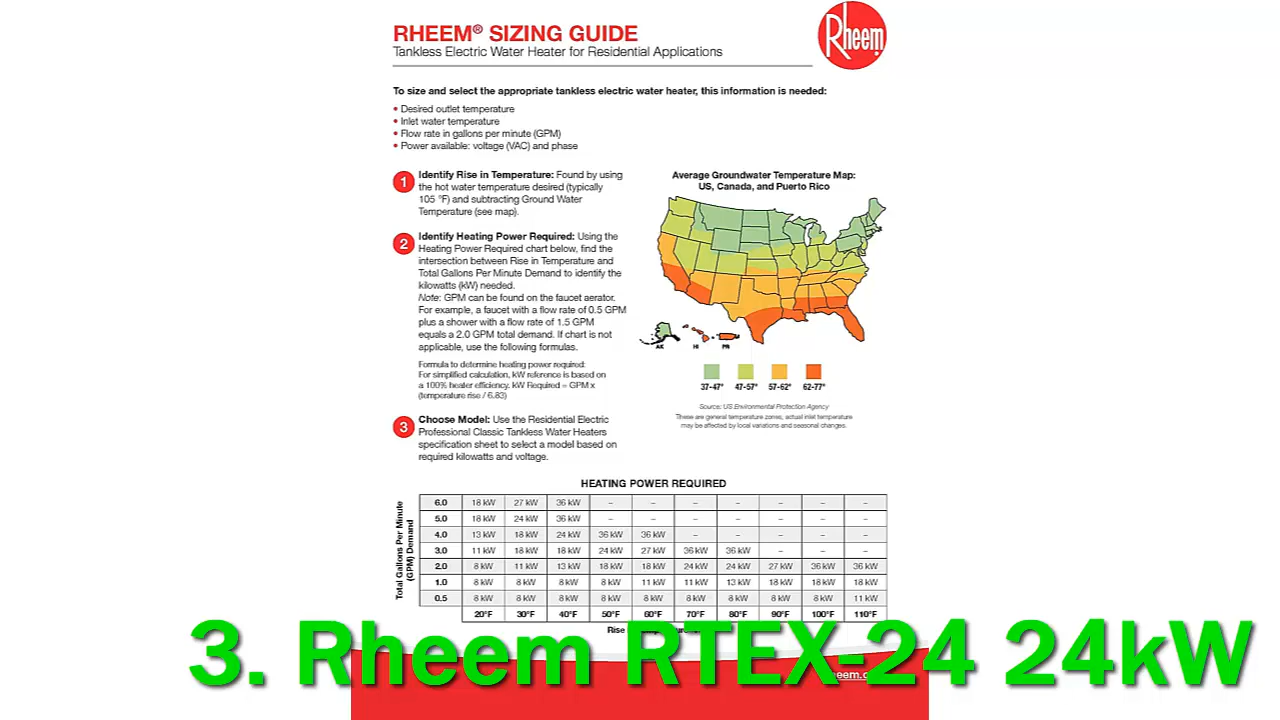 RHEEM® SIZING GUIDE
Tankless Electric Water Heater for Residential Applications
Rheem
To size and select the appropriate tankless electric water heater, this information is needed:
• Desired outlet temperature
• Inlet water temperature
• Flow rate in gallons per minute (GPM)
• Power available: voltage (VAC) and phase
1
Identify Rise in Temperature: Found by using
the hot water temperature desired (typically
105 °F) and subtracting Ground Water
Temperature (see map).
2
Identify Heating Power Required: Using the
Heating Power Required chart below, find the
intersection between Rise in Temperature and
Total Gallons Per Minute Demand to identify the
kilowatts (kW) needed.
Note: GPM can be found on the faucet aerator.
For example, a faucet with a flow rate of 0.5 GPM
plus a shower with a flow rate of 1.5 GPM
equals a 2.0 GPM total demand. If chart is not
applicable, use the following formulas.
Formula to determine heating power required:
For simplified calculation, kW reference is based on
a 100% heater efficiency. kW Required = GPM x
(temperature rise / 6.83)
3
Choose Model: Use the Residential Electric
Professional Classic Tankless Water Heaters
specification sheet to select a model based on
required kilowatts and voltage.
Average Groundwater Temperature Map:
US, Canada, and Puerto Rico
AK HI PR
37-47° 47-57° 57-62° 62-77°
Source: US Environmental Protection Agency
These are general temperature zones, actual inlet temperature
may be affected by local variations and seasonal changes.
HEATING POWER REQUIRED
Total Gallons Per Minute
(GPM) Demand
6.0 18 kW 27 kW 36 kW – – – – – – –
5.0 18 kW 24 kW 36 kW – – – – – – –
4.0 13 kW 18 kW 24 kW 36 kW 36 kW – – – – –
3.0 11 kW 18 kW 18 kW 24 kW 27 kW 36 kW 36 kW – – –
2.0 8 kW 11 kW 13 kW 18 kW 18 kW 24 kW 24 kW 27 kW 36 kW 36 kW
1.0 8 kW 8 kW 8 kW 8 kW 11 kW 11 kW 13 kW 18 kW 18 kW 18 kW
0.5 8 kW 8 kW 8 kW 8 kW 8 kW 8 kW 8 kW 8 kW 8 kW 11 kW
20°F 30°F 40°F 50°F 60°F 70°F 80°F 90°F 100°F 110°F
Rise
3. Rheem RTEX-24 24kW